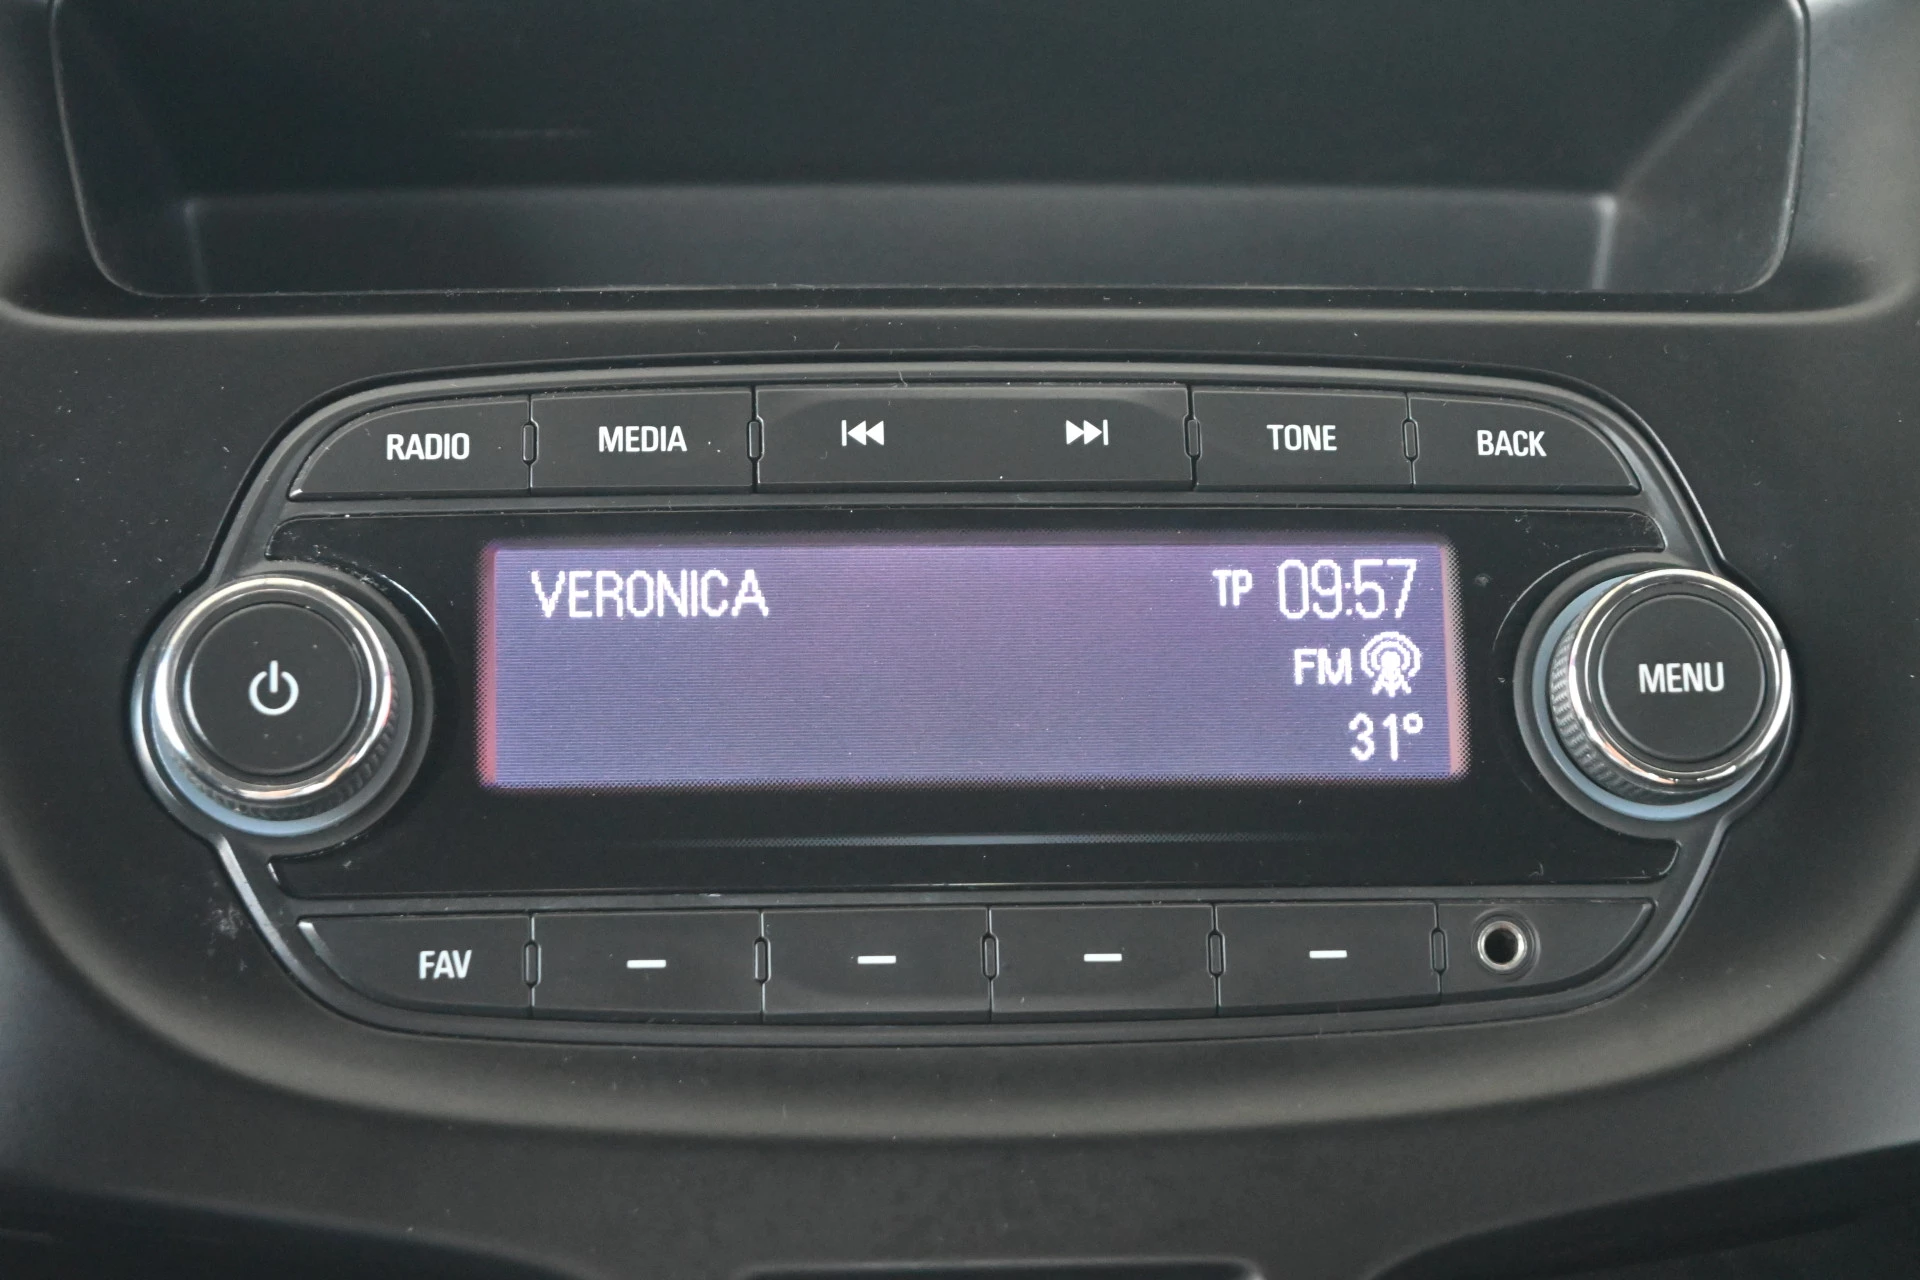 RADIO MEDIA TONE BACK
VERONICA TP 09:57
FM
31°
MENU
FAV